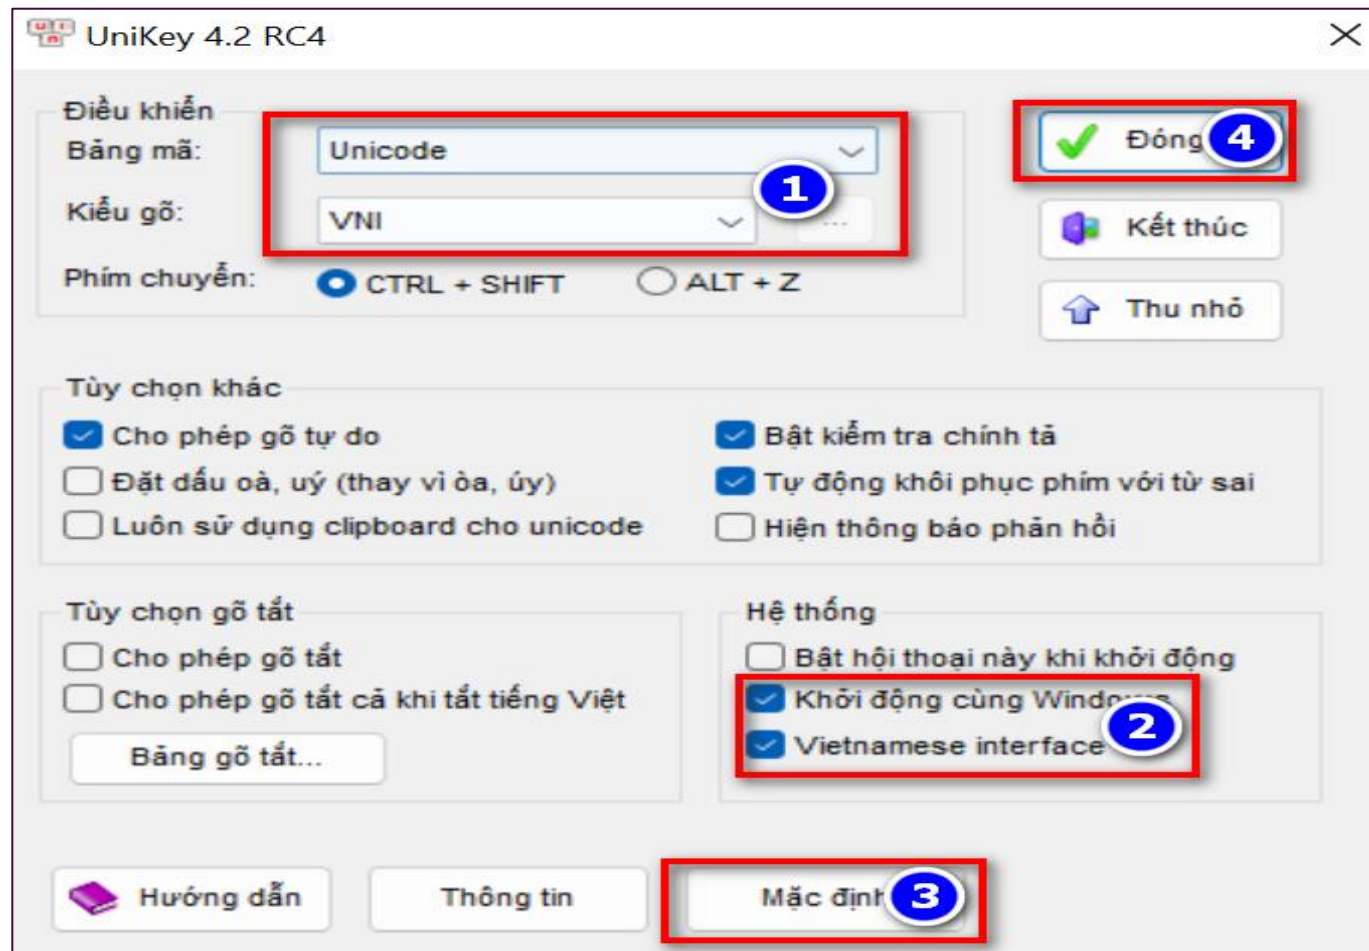 UniKey 4.2 RC4
Điều khiển
Bảng mã:
Unicode
1
Kiểu gõ:
VNI
...
Phím chuyển:
CTRL + SHIFT
ALT + Z
Đóng
4
Kết thúc
Thu nhỏ
Tùy chọn khác
Cho phép gõ tự do
Bật kiểm tra chính tả
Đặt dấu oà, uý (thay vì òa, úy)
Tự động khôi phục phím với từ sai
Luôn sử dụng clipboard cho unicode
Hiện thông báo phản hồi
Tùy chọn gõ tắt
Cho phép gõ tắt
Cho phép gõ tắt cả khi tắt tiếng Việt
Bảng gõ tắt...
Hệ thống
Bật hội thoại này khi khởi động
Khởi động cùng Windows
2
Vietnamese interface
Hướng dẫn
Thông tin
Mặc định
3